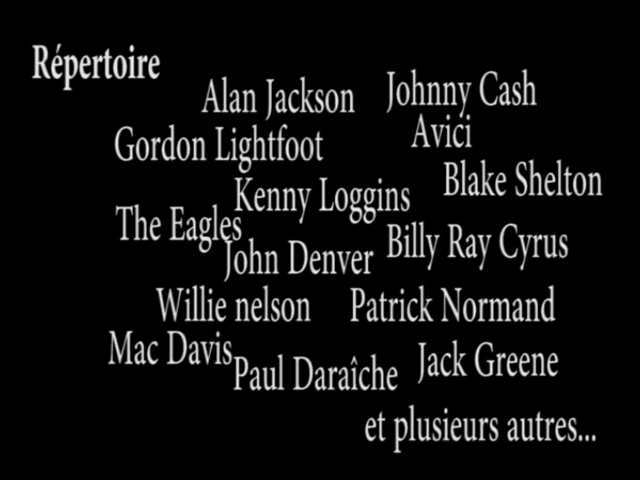 Répertoire
Alan Jackson
Johnny Cash
Gordon Lightfoot
Avici
Kenny Loggins
Blake Shelton
The Eagles
John Denver
Billy Ray Cyrus
Willie nelson
Patrick Normand
Mac Davis
Paul Daraîche
Jack Greene
et plusieurs autres...